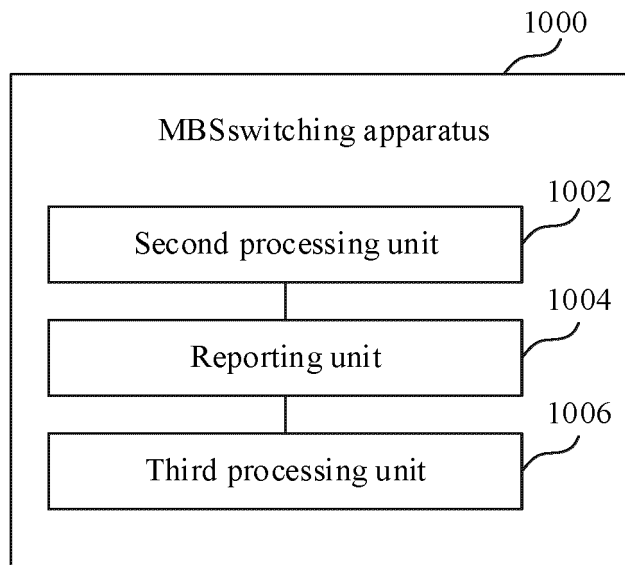 1000
MBSswitching apparatus
1002
Second processing unit
1004
Reporting unit
1006
Third processing unit